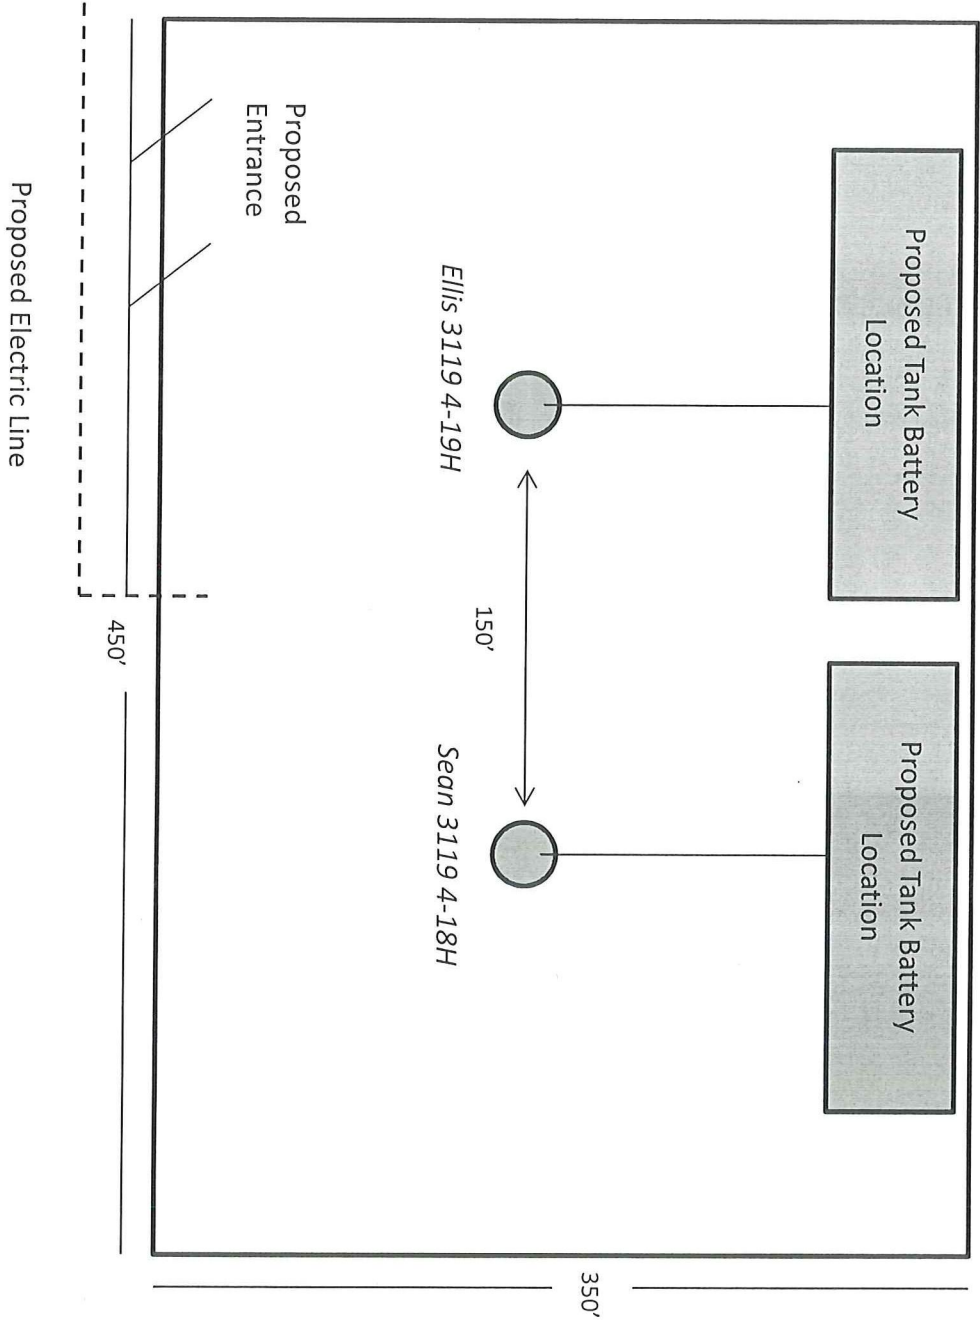 Proposed Tank Battery
Location
Proposed Tank Battery
Location
Ellis 3119 4-19H
150’
Sean 3119 4-18H
Proposed
Entrance
450’
350’
Proposed Electric Line